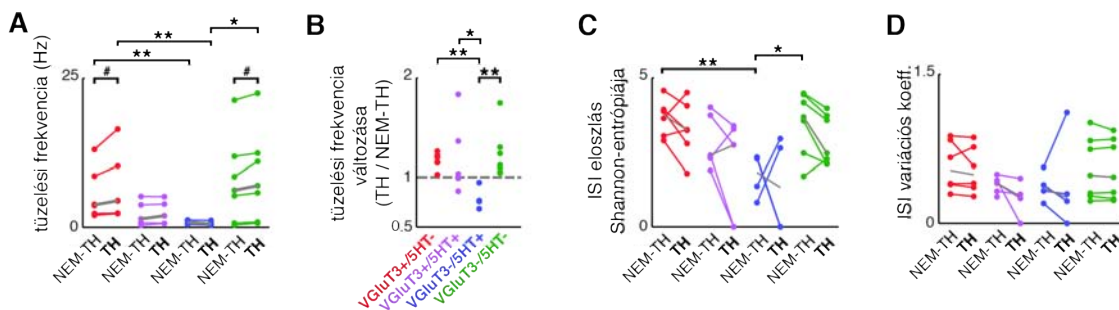 A
tüzelési frekvencia (Hz)
25
0
# ** ** * #
NEM-TH TH NEM-TH TH NEM-TH TH NEM-TH TH
B
tüzelési frekvencia
változása
(TH / NEM-TH)
2
1
0.5
** * **
VGluT3+/5HT-
VGluT3+/5HT+
VGluT3-/5HT+
VGluT3-/5HT-
C
ISI eloszlás
Shannon-entrópiája
5
0
** *
NEM-TH TH NEM-TH TH NEM-TH TH NEM-TH TH
D
ISI variációs koeff.
1.5
0
NEM-TH TH NEM-TH TH NEM-TH TH NEM-TH TH